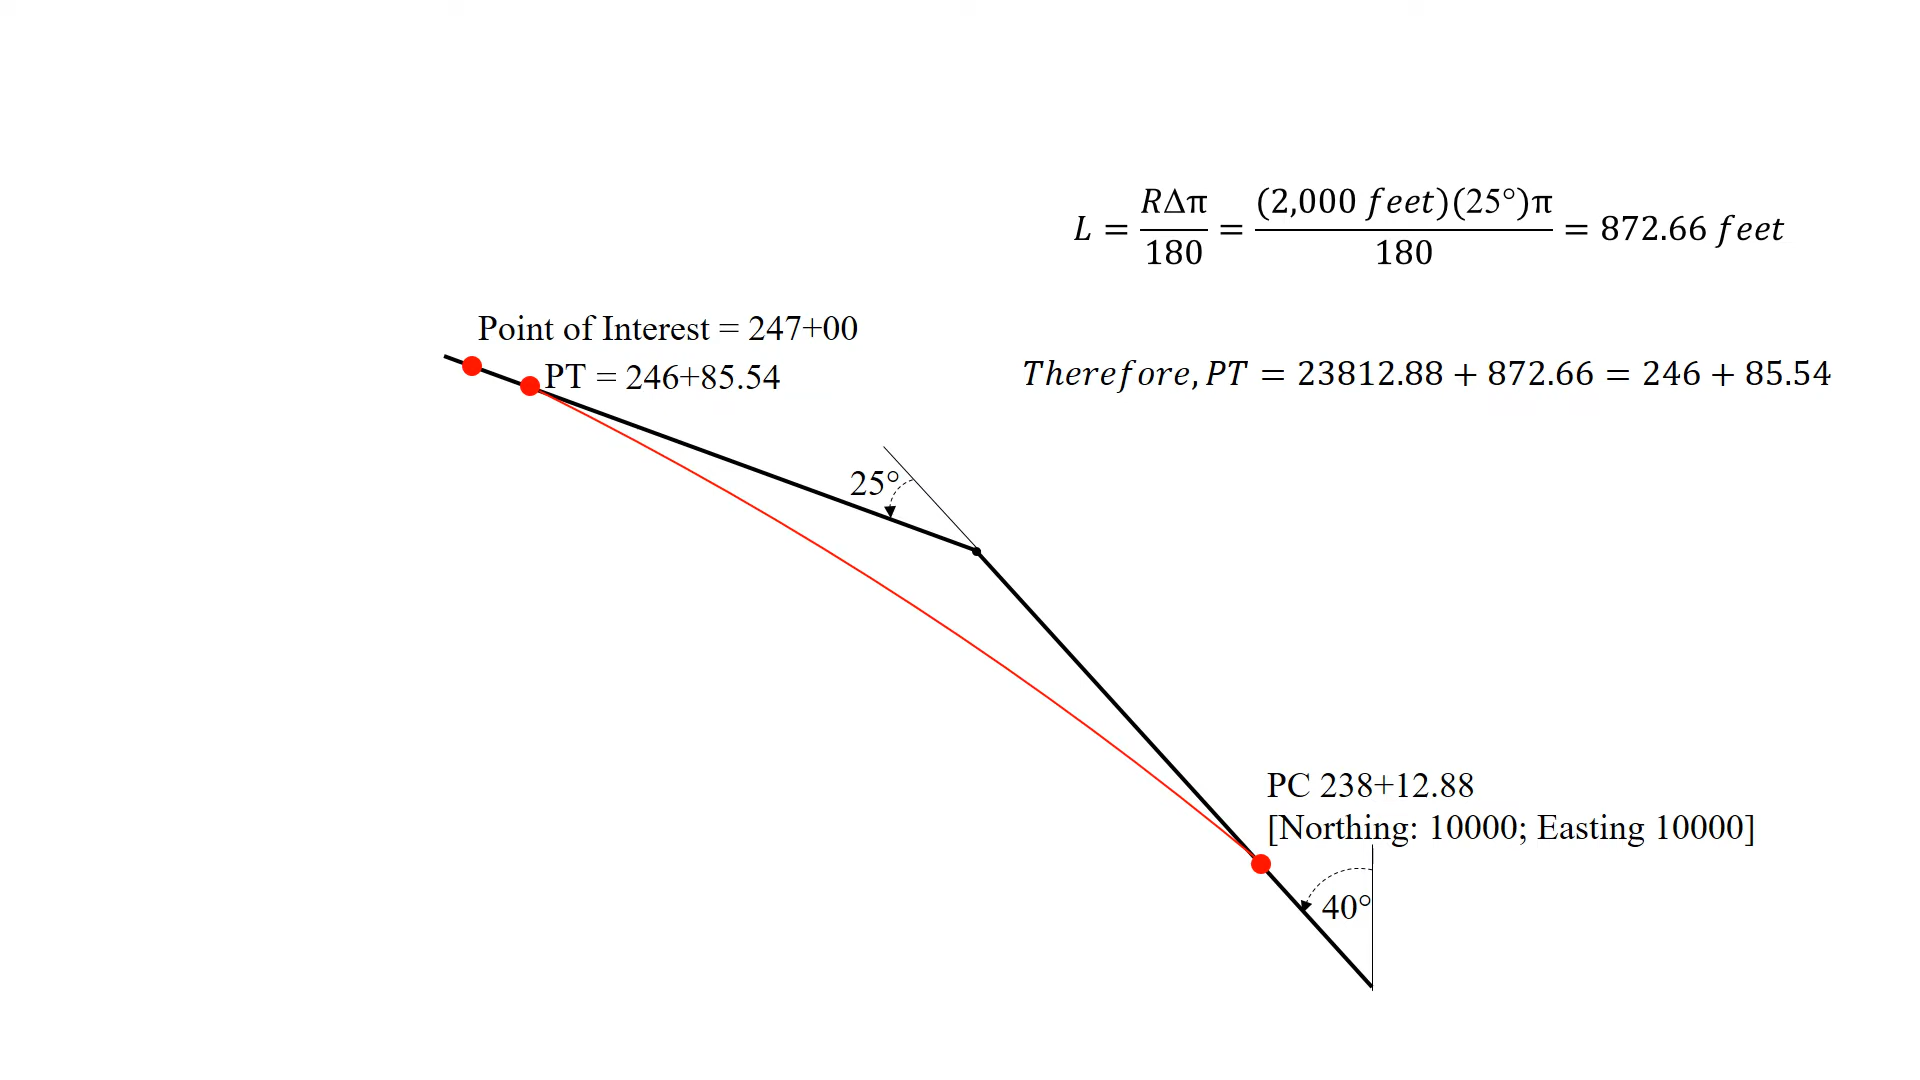 L = RΔπ/180 = (2,000 feet)(25°)π/180 = 872.66 feet
Point of Interest = 247+00
PT = 246+85.54
Therefore, PT = 23812.88 + 872.66 = 246 + 85.54
25°
PC 238+12.88
[Northing: 10000; Easting 10000]
40°